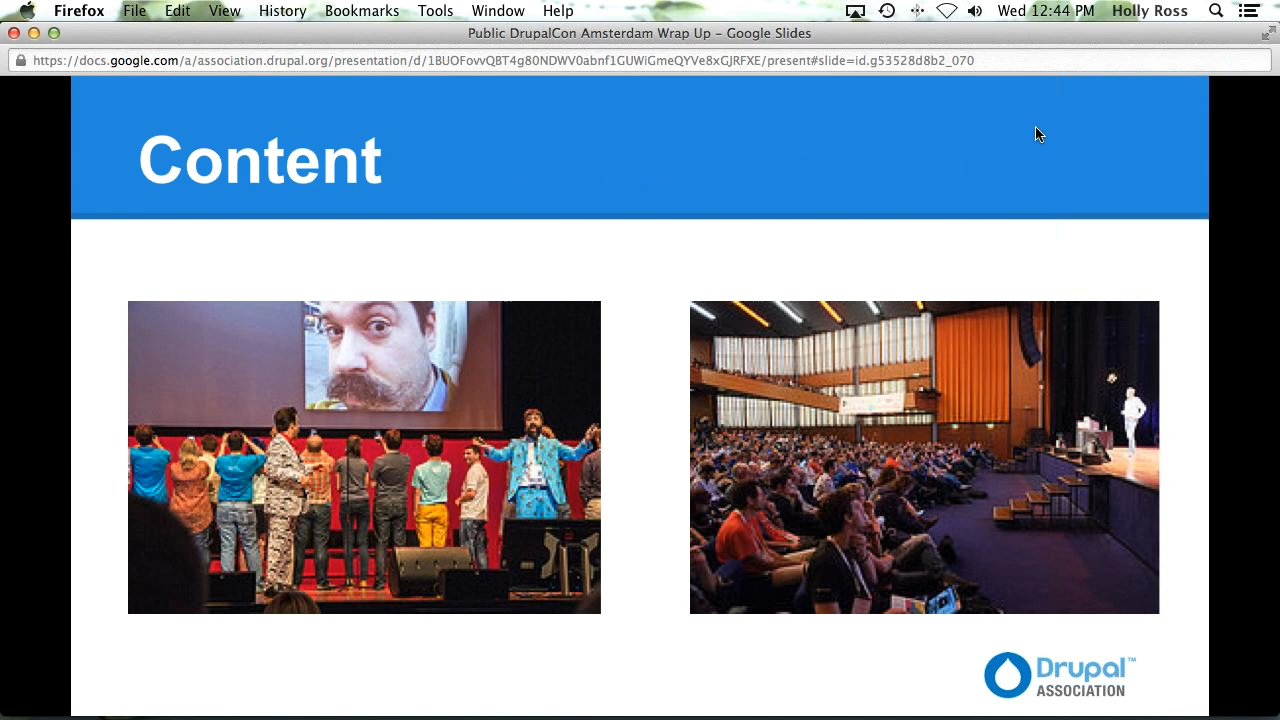 Firefox File Edit View History Bookmarks Tools Window Help Wed 12:44 PM Holly Ross
Public DrupalCon Amsterdam Wrap Up – Google Slides
https://docs.google.com/a/association.drupal.org/presentation/d/1BUOFovvQBT4g80NDWV0abnf1GUWiGmeQYVe8xGJRFXE/present#slide=id.g53528d8b2_070
Content
Drupal™
ASSOCIATION